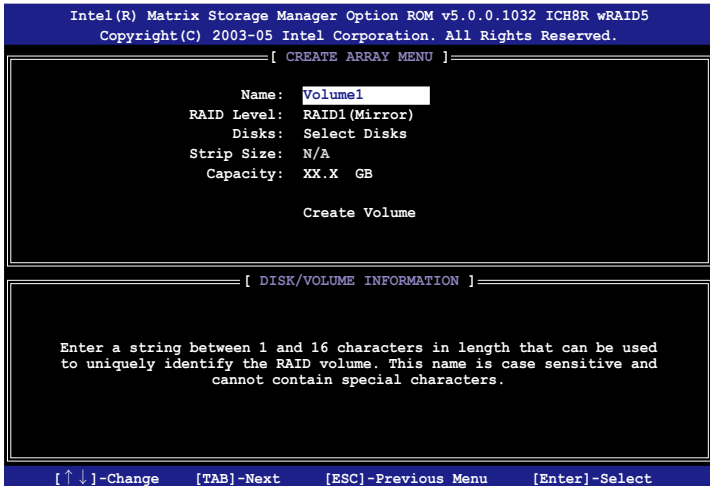 Intel(R) Matrix Storage Manager Option ROM v5.0.0.1032 ICH8R wRAID5
Copyright(C) 2003-05 Intel Corporation. All Rights Reserved.
[ CREATE ARRAY MENU ]
Name: Volume1
RAID Level: RAID1(Mirror)
Disks: Select Disks
Strip Size: N/A
Capacity: XX.X GB
Create Volume
[ DISK/VOLUME INFORMATION ]
Enter a string between 1 and 16 characters in length that can be used
to uniquely identify the RAID volume. This name is case sensitive and
cannot contain special characters.
[↑↓]-Change [TAB]-Next [ESC]-Previous Menu [Enter]-Select